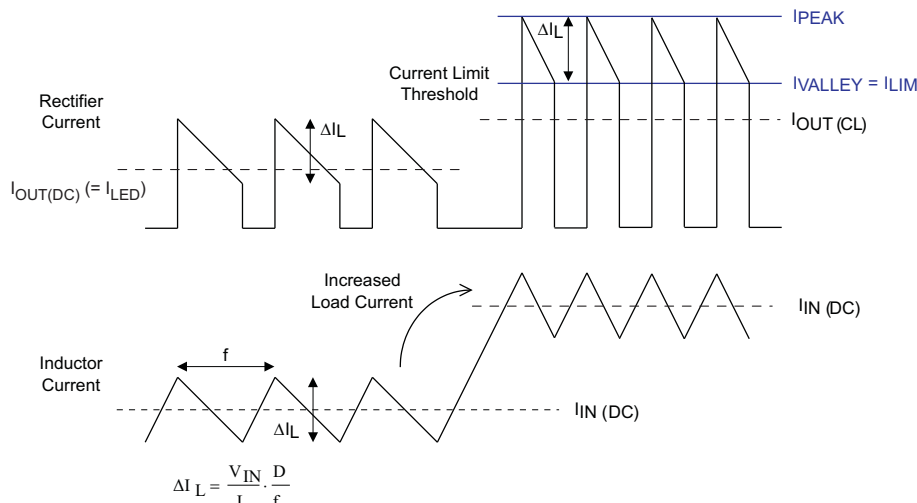 IPEAK
ΔIL
Current Limit
Threshold
IVALLEY = ILIM
Rectifier
Current
ΔIL
IOUT (CL)
IOUT(DC) (= ILED)
Increased
Load Current
IIN (DC)
f
Inductor
Current
ΔIL
IIN (DC)
ΔI L = VIN/L · D/f